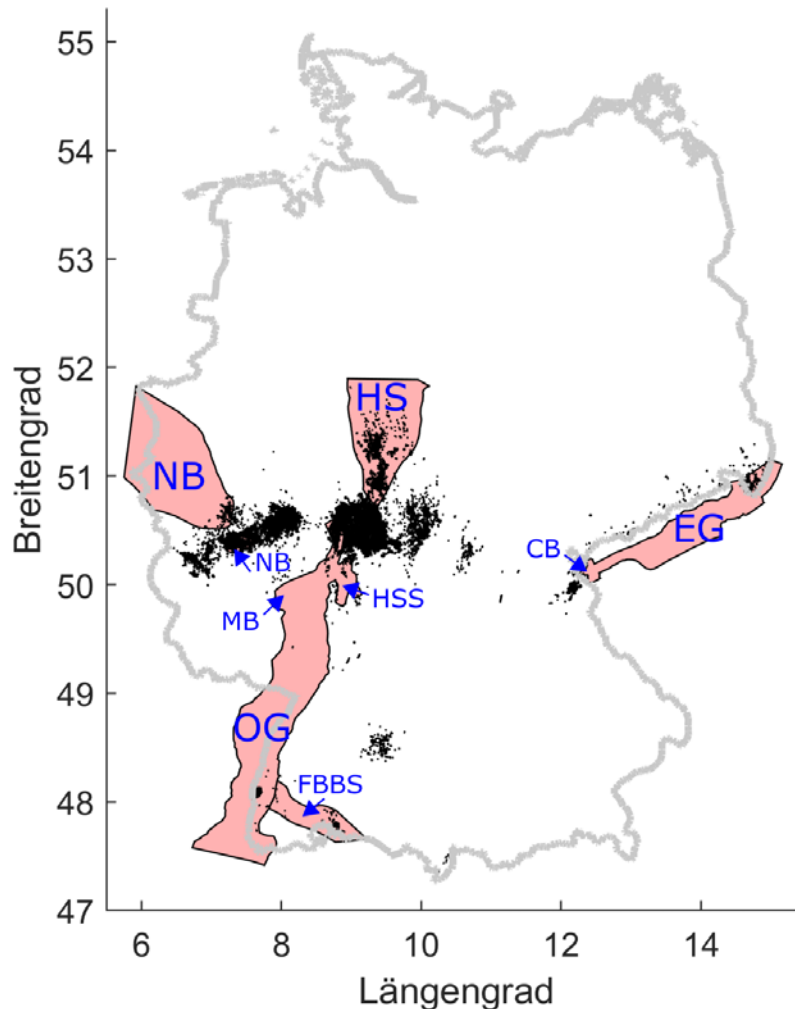 55
54
53
52
51
50
49
48
47
Breitengrad
HS
NB
EG
CB
NB
HSS
MB
OG
FBBS
6
8
10
12
14
Längengrad